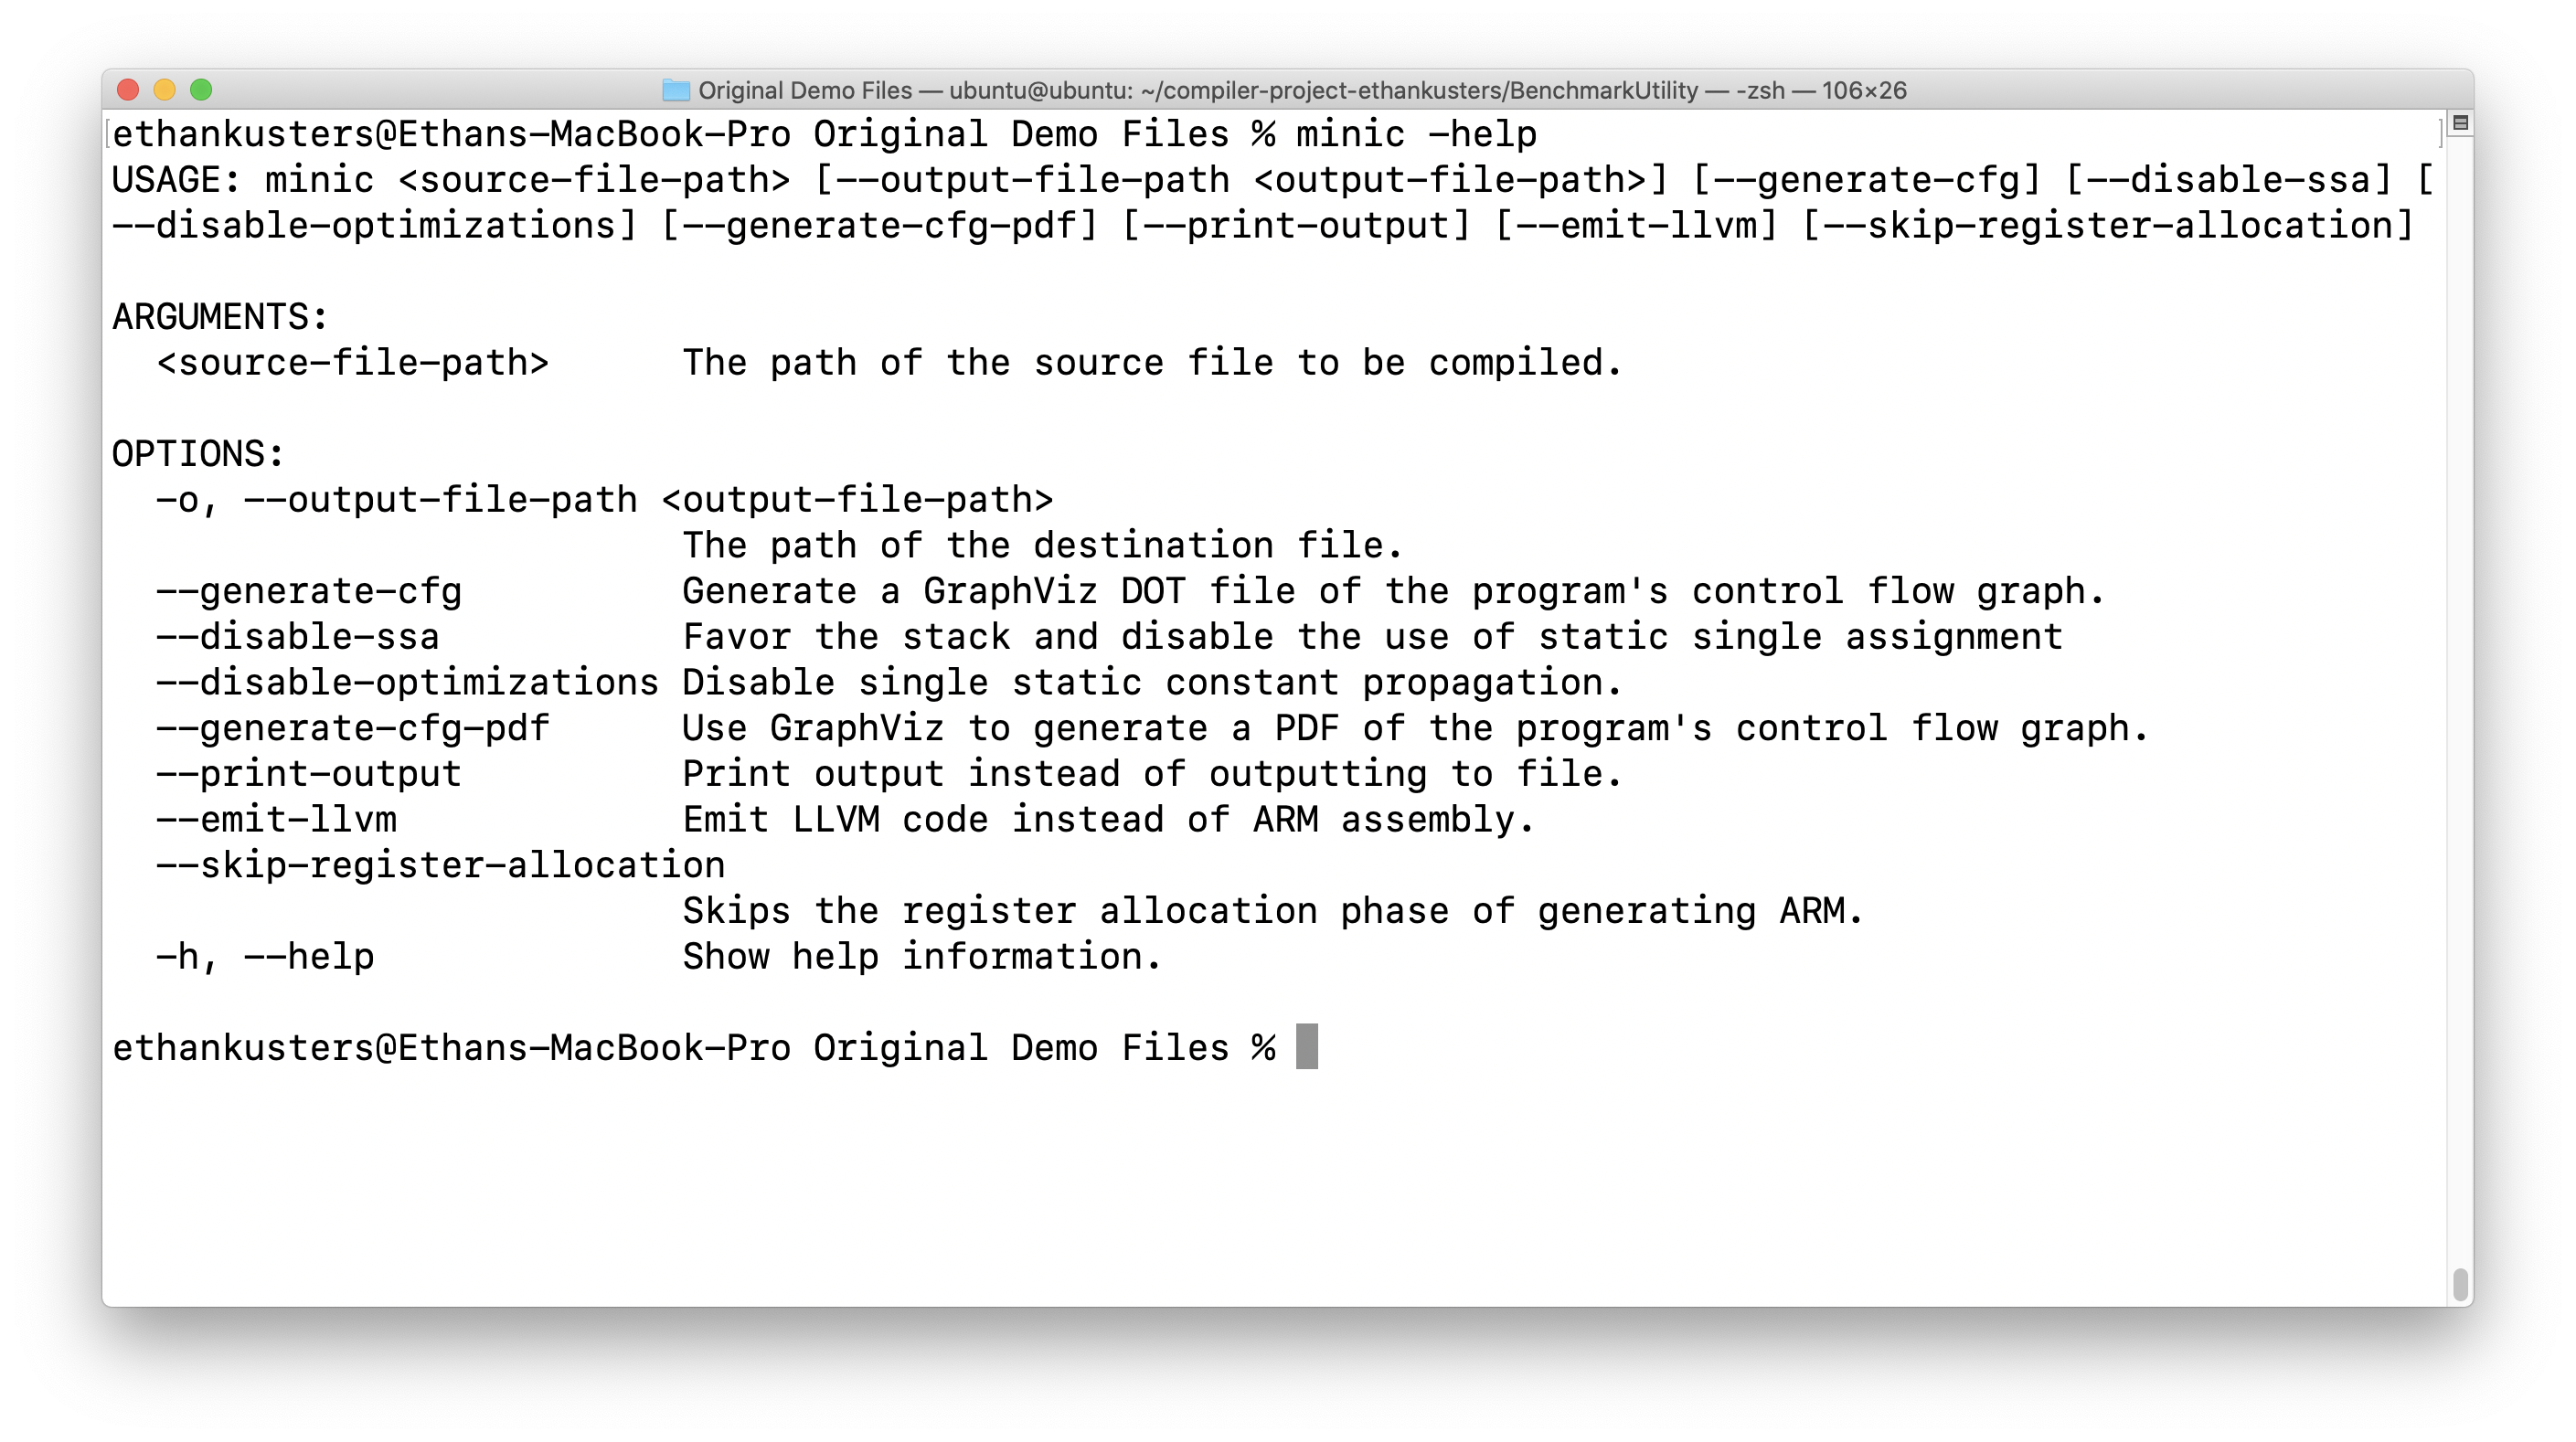 Original Demo Files — ubuntu@ubuntu: ~/compiler-project-ethankusters/BenchmarkUtility — -zsh — 106×26
ethankusters@Ethans-MacBook-Pro Original Demo Files % minic -help
USAGE: minic <source-file-path> [--output-file-path <output-file-path>] [--generate-cfg] [--disable-ssa] [
--disable-optimizations] [--generate-cfg-pdf] [--print-output] [--emit-llvm] [--skip-register-allocation]

ARGUMENTS:
  <source-file-path>      The path of the source file to be compiled.

OPTIONS:
  -o, --output-file-path <output-file-path>
                          The path of the destination file.
  --generate-cfg          Generate a GraphViz DOT file of the program's control flow graph.
  --disable-ssa           Favor the stack and disable the use of static single assignment
  --disable-optimizations Disable single static constant propagation.
  --generate-cfg-pdf      Use GraphViz to generate a PDF of the program's control flow graph.
  --print-output          Print output instead of outputting to file.
  --emit-llvm             Emit LLVM code instead of ARM assembly.
  --skip-register-allocation
                          Skips the register allocation phase of generating ARM.
  -h, --help              Show help information.

ethankusters@Ethans-MacBook-Pro Original Demo Files %